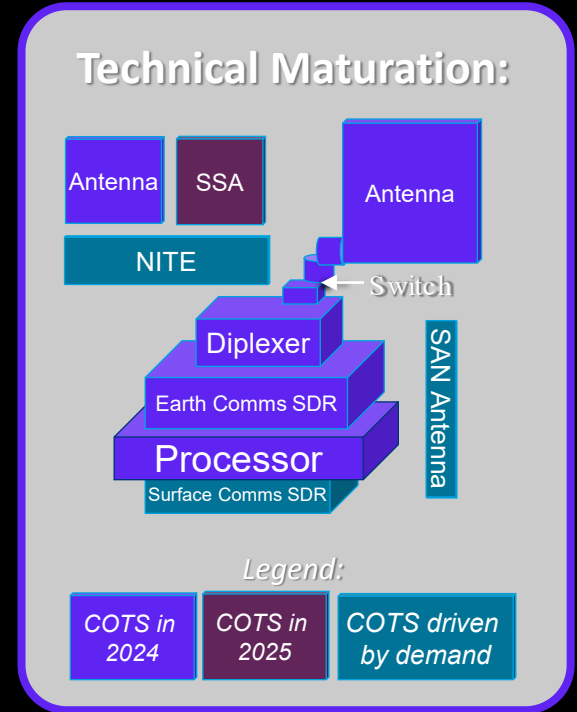 Technical Maturation:
Antenna
SSA
Antenna
NITE
Switch
Diplexer
SAN Antenna
Earth Comms SDR
Processor
Surface Comms SDR
Legend:
COTS in
2024
COTS in
2025
COTS driven
by demand